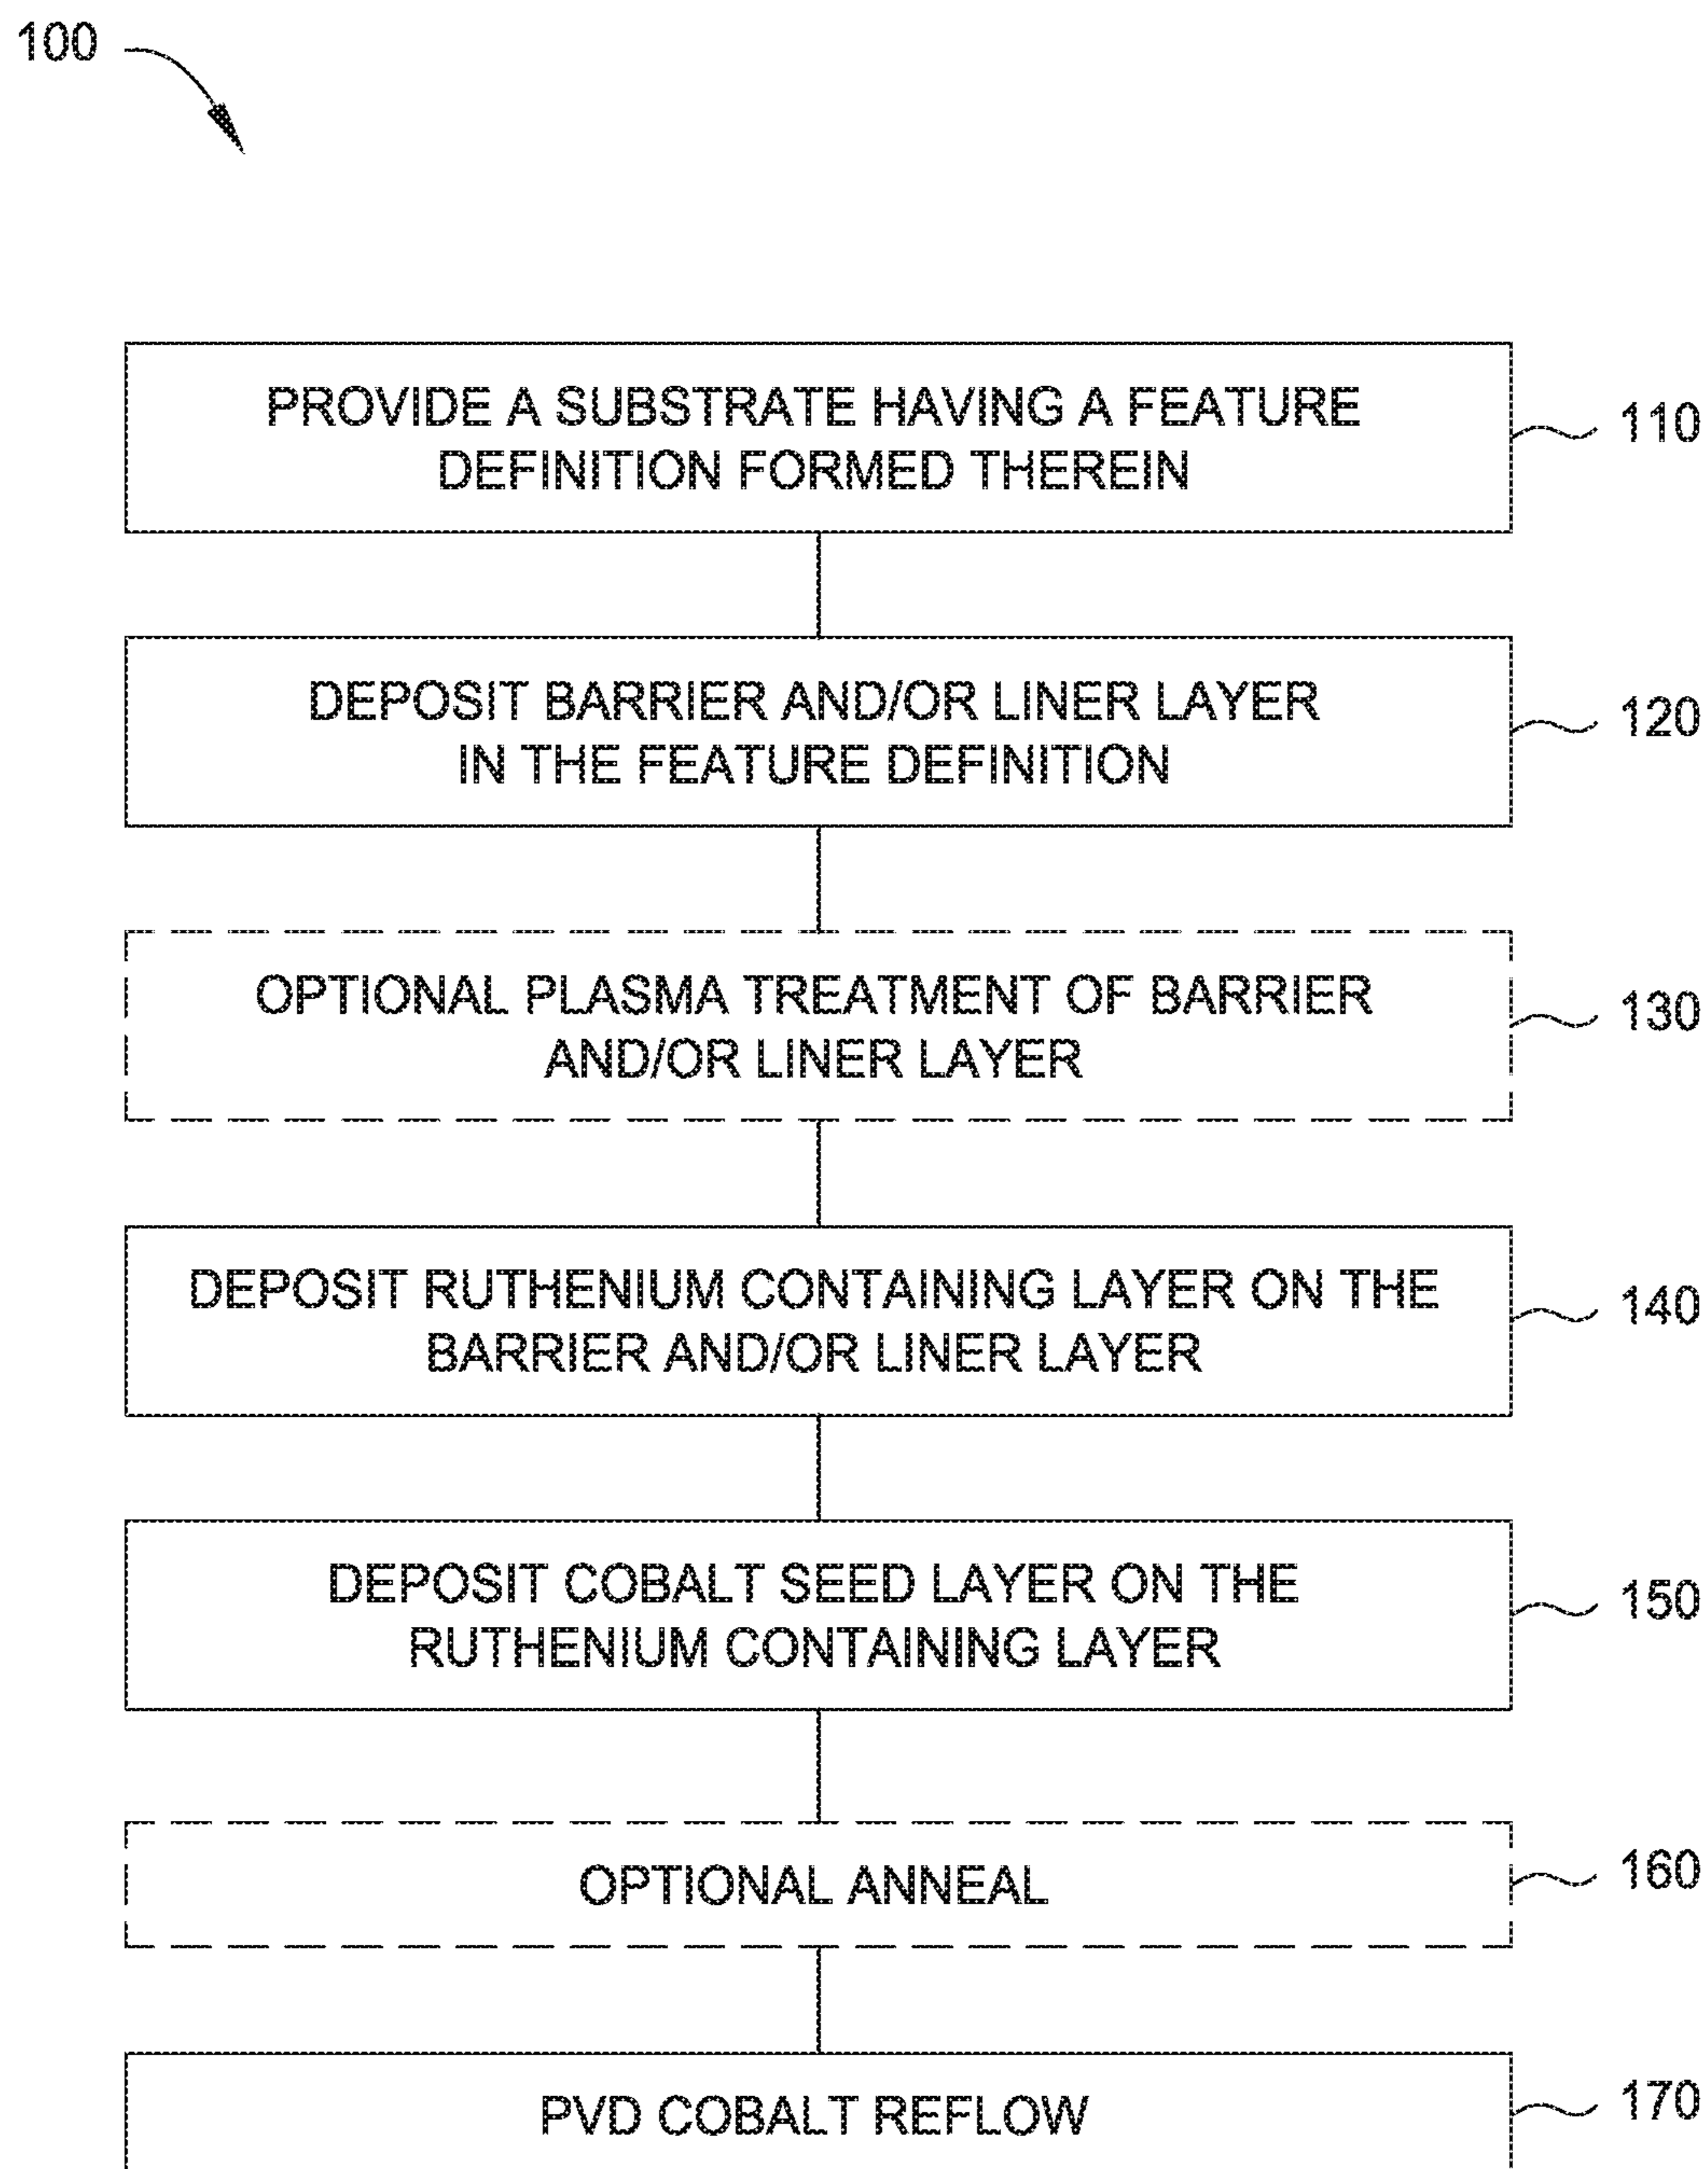 100
PROVIDE A SUBSTRATE HAVING A FEATURE
DEFINITION FORMED THEREIN
110
DEPOSIT BARRIER AND/OR LINER LAYER
IN THE FEATURE DEFINITION
120
OPTIONAL PLASMA TREATMENT OF BARRIER
AND/OR LINER LAYER
130
DEPOSIT RUTHENIUM CONTAINING LAYER ON THE
BARRIER AND/OR LINER LAYER
140
DEPOSIT COBALT SEED LAYER ON THE
RUTHENIUM CONTAINING LAYER
150
OPTIONAL ANNEAL
160
PVD COBALT REFLOW
170